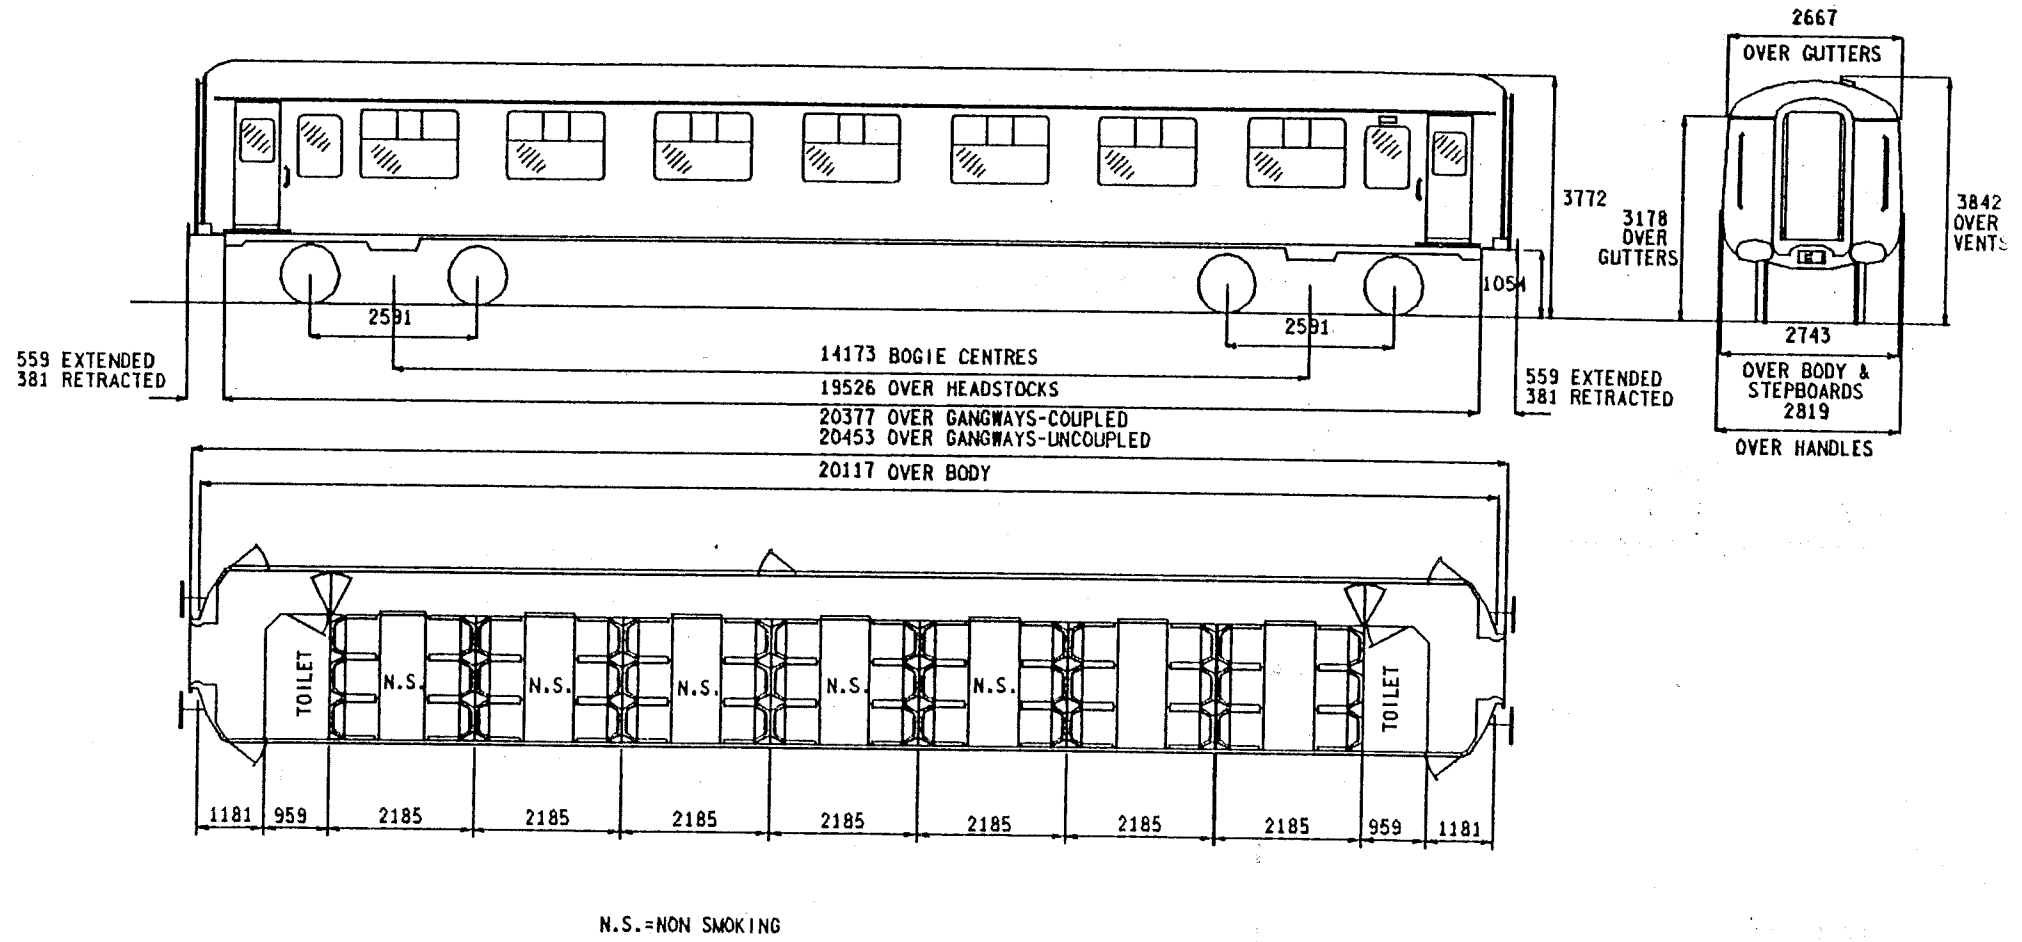 2667
OVER GUTTERS
3772
3178
OVER
GUTTERS
3842
OVER
VENTS
1054
2591
2591
2743
OVER BODY &
STEPBOARDS
2819
OVER HANDLES
559 EXTENDED
381 RETRACTED
14173 BOGIE CENTRES
19526 OVER HEADSTOCKS
559 EXTENDED
381 RETRACTED
20377 OVER GANGWAYS-COUPLED
20453 OVER GANGWAYS-UNCOUPLED
20117 OVER BODY
TOILET
N.S.
N.S.
N.S.
N.S.
N.S.
TOILET
1181
959
2185
2185
2185
2185
2185
2185
2185
959
1181
N.S.=NON SMOKING